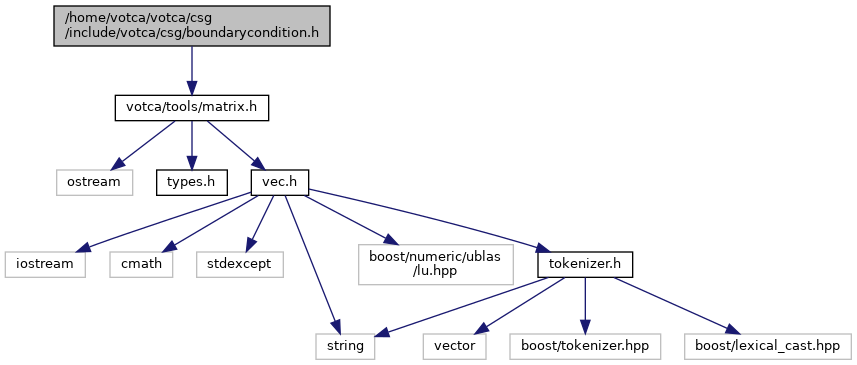 /home/votca/votca/csg
/include/votca/csg/boundarycondition.h
votca/tools/matrix.h
ostream
types.h
vec.h
iostream
cmath
stdexcept
boost/numeric/ublas
/lu.hpp
tokenizer.h
string
vector
boost/tokenizer.hpp
boost/lexical_cast.hpp